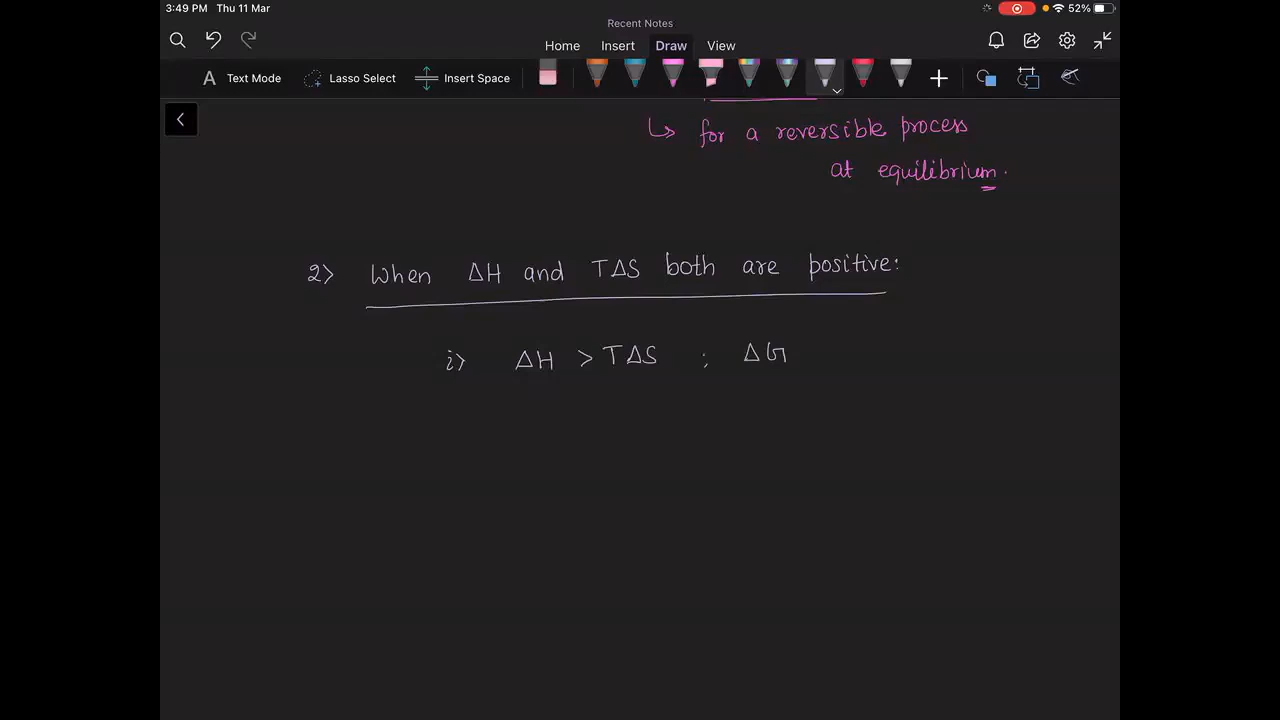 3:49 PM Thu 11 Mar
52%
Recent Notes
Home Insert Draw View
A Text Mode Lasso Select Insert Space
↳ for a reversible process
at equilibrium.
2> When ΔH and TΔS both are positive:
i> ΔH > TΔS ; ΔG